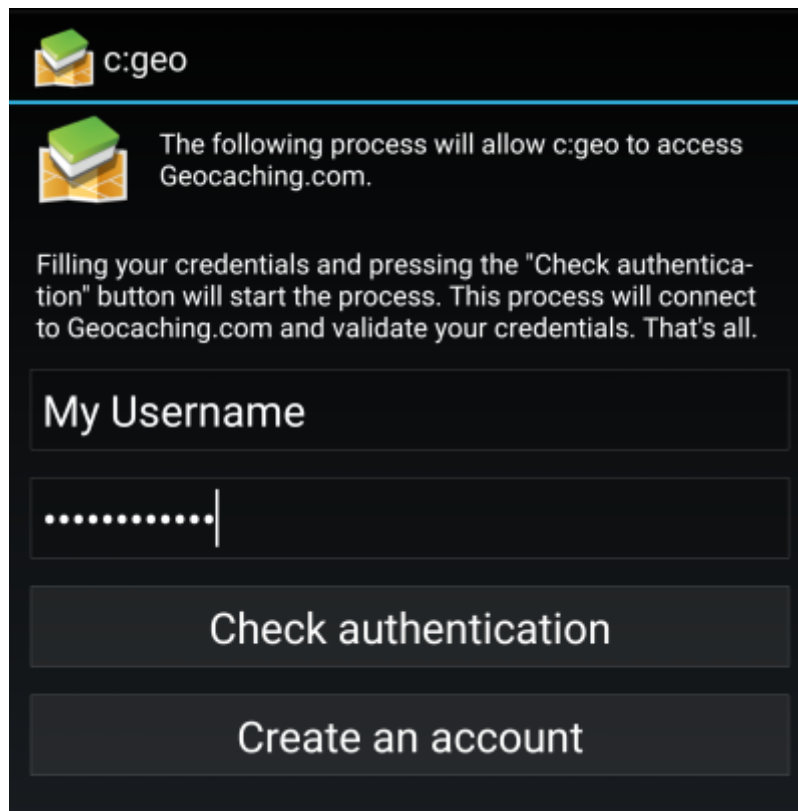 c:geo
The following process will allow c:geo to access
Geocaching.com.
Filling your credentials and pressing the "Check authentica-
tion" button will start the process. This process will connect
to Geocaching.com and validate your credentials. That's all.
My Username
••••••••••••
Check authentication
Create an account